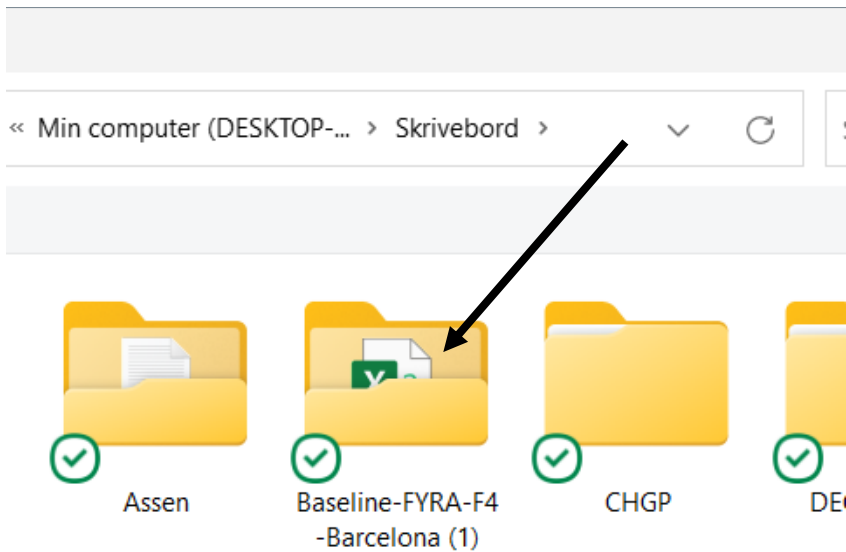 « Min computer (DESKTOP-... > Skrivebord >
Assen
Baseline-FYRA-F4
-Barcelona (1)
CHGP